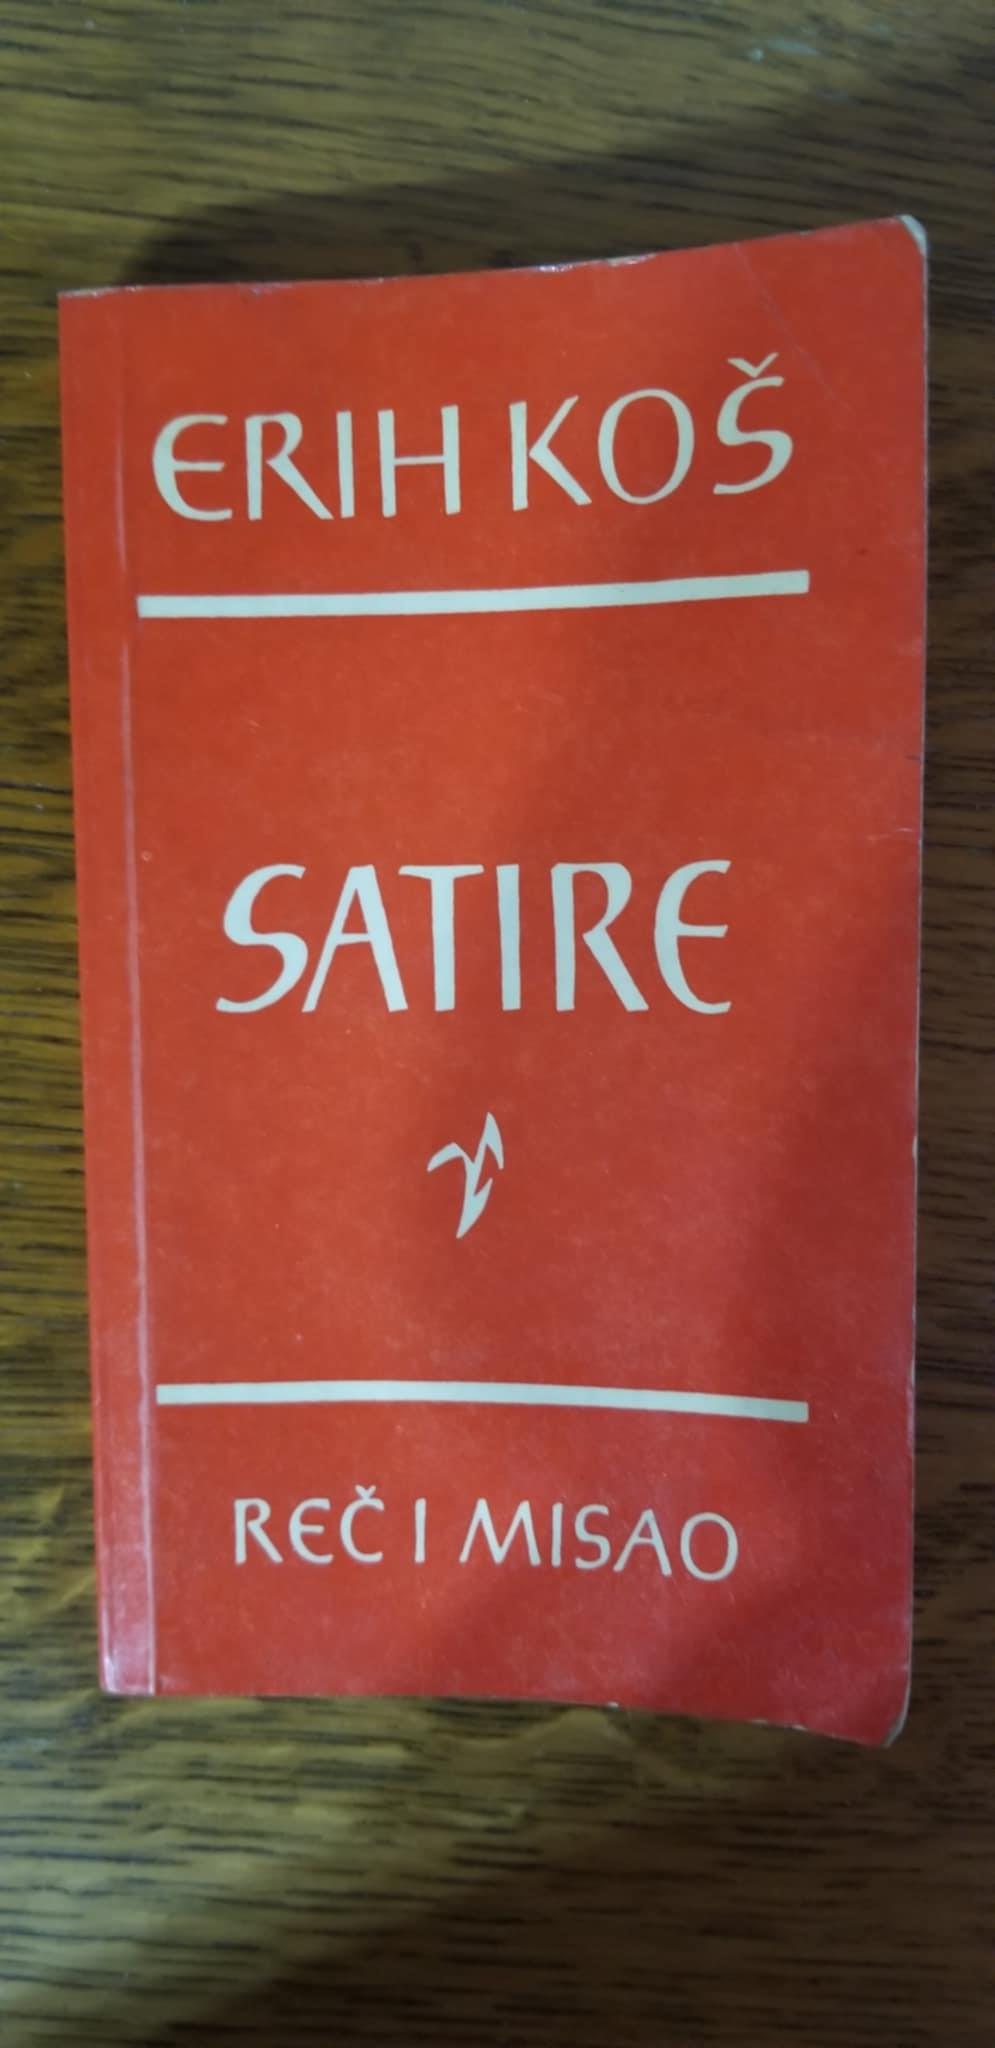 ERIH KOŠ
SATIRE
REČ I MISAO